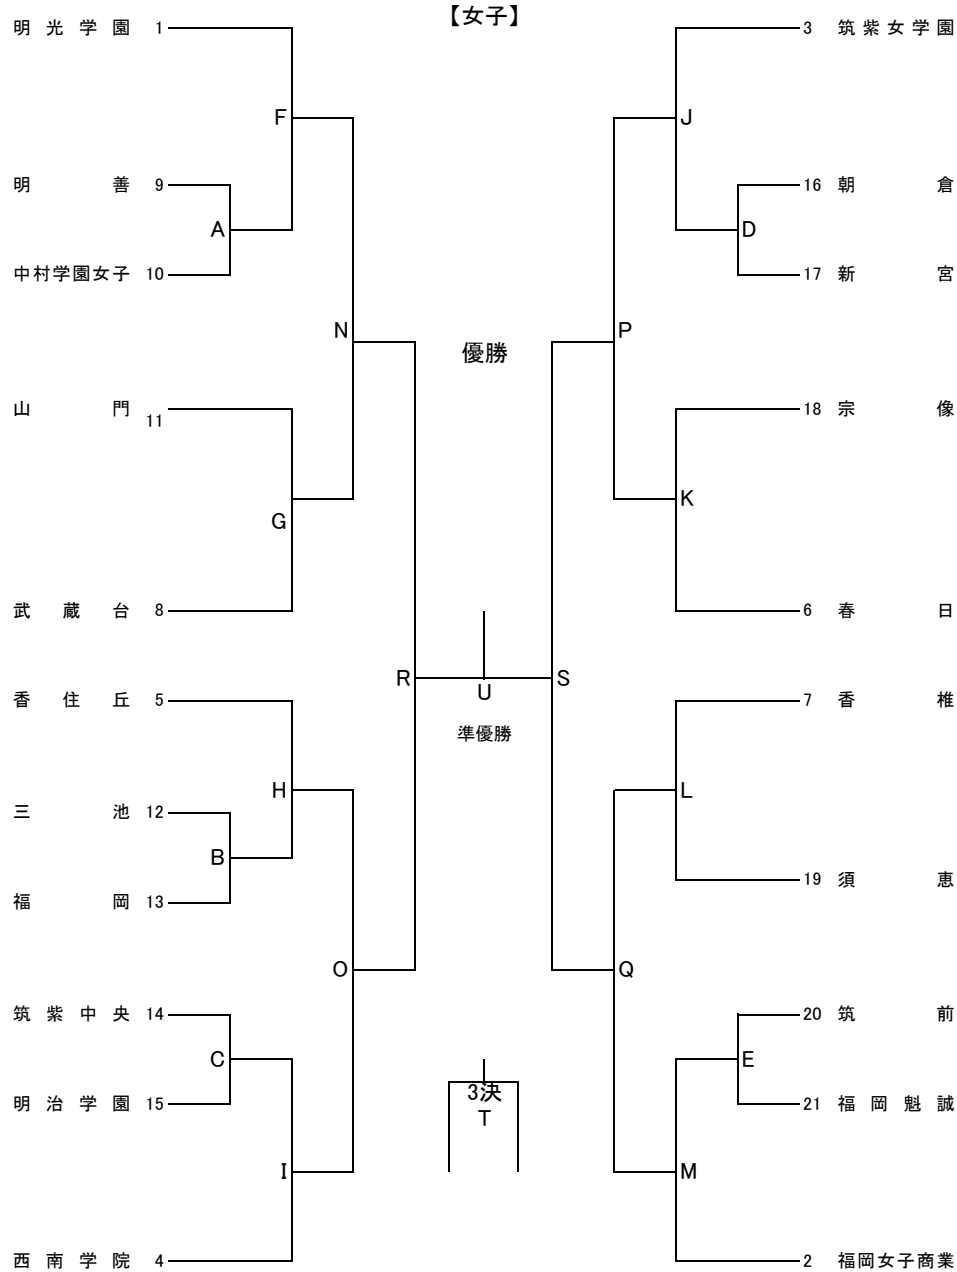 【女子】
明光学園 1
F
明善 9
A
中村学園女子 10
N
山門 11
G
武蔵台 8
R
香住丘 5
H
三池 12
B
福岡 13
O
筑紫中央 14
C
明治学園 15
I
西南学院 4
優勝
U
準優勝
3決
T
3 筑紫女学園
J
16 朝倉
D
17 新宮
P
18 宗像
K
6 春日
S
7 香椎
L
19 須恵
Q
20 筑前
E
21 福岡魁誠
M
2 福岡女子商業